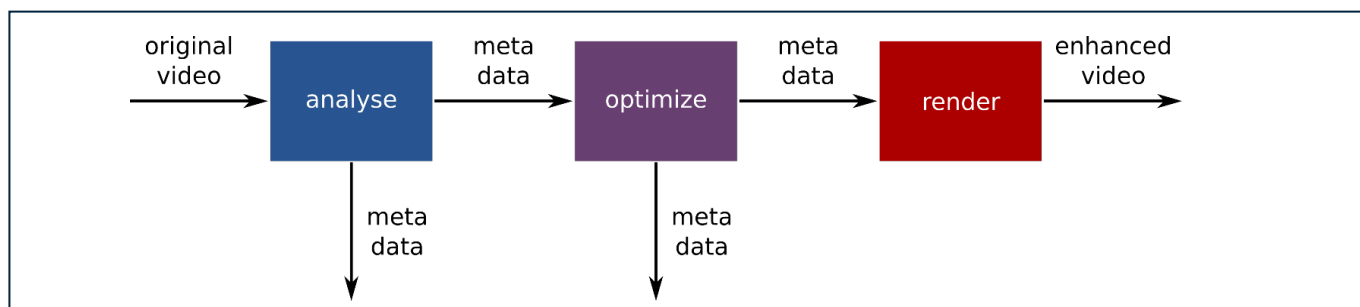 original
video
analyse
meta
data
optimize
meta
data
render
enhanced
video
meta
data
meta
data